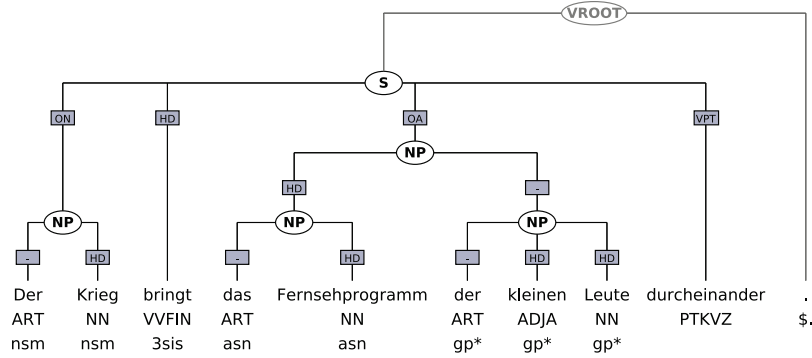 VROOT
S
ON HD OA VPT
NP
HD -
NP NP NP
- HD - HD - HD HD
Der Krieg bringt das Fernsehprogramm der kleinen Leute durcheinander .
ART NN VVFIN ART NN ART ADJA NN PTKVZ $.
nsm nsm 3sis asn asn gp* gp* gp*